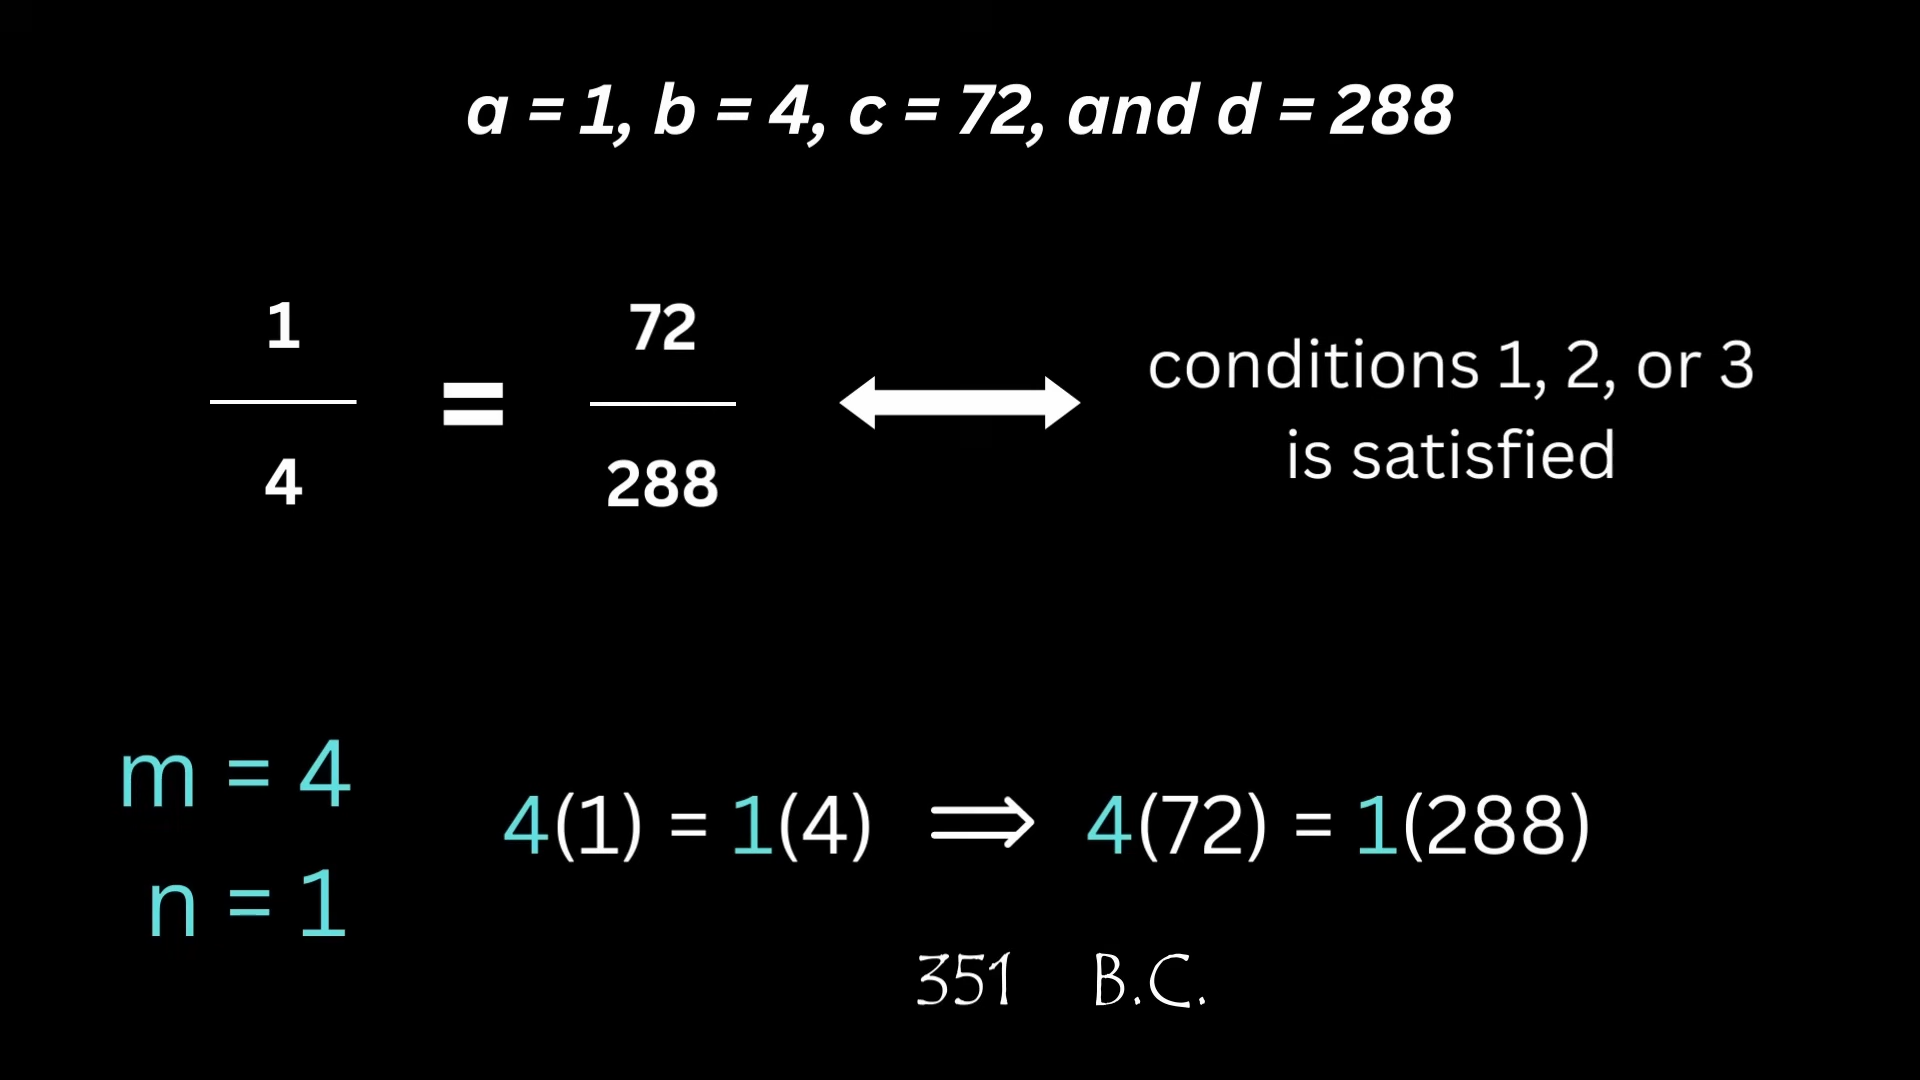 a = 1, b = 4, c = 72, and d = 288
1
4
=
72
288
⟷
conditions 1, 2, or 3
is satisfied
m = 4
n = 1
4(1) = 1(4) ⟹ 4(72) = 1(288)
351 B.C.